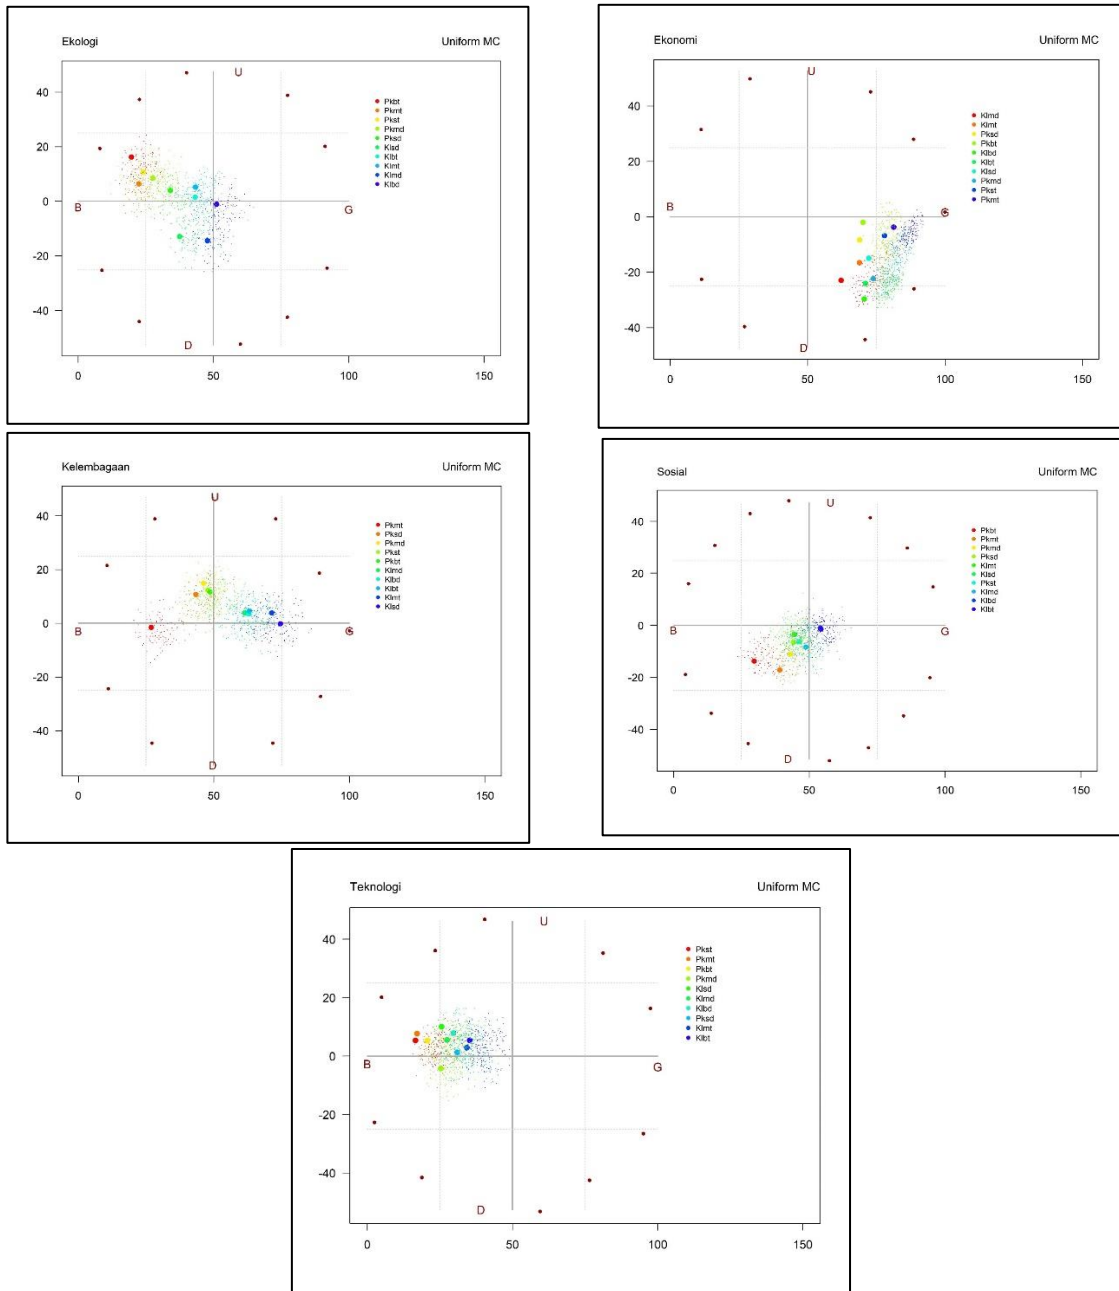 Ekologi Uniform MC
U
40
Pkbt
Pkmt
Pkst
Pkmd
Pksd
Klsd
Klbt
Klmt
Klmd
Klbd
20
0
B G
-20
-40
D
0 50 100 150
Ekonomi Uniform MC
U
40
Klmd
Klmt
Pksd
Pkbt
Klbd
Klbt
Klsd
Pkmd
Pkst
Pkmt
20
0
B G
-20
-40
D
0 50 100 150
Kelembagaan Uniform MC
U
40
Pkmt
Pksd
Pkmd
Pkst
Pkbt
Klmd
Klbd
Klbt
Klmt
Klsd
20
0
B G
-20
-40
D
0 50 100 150
Sosial Uniform MC
U
40
Pkbt
Pkmt
Pkmd
Pksd
Klmt
Klsd
Pkst
Klmd
Klbd
Klbt
20
0
B G
-20
-40
D
0 50 100 150
Teknologi Uniform MC
U
40
Pkst
Pkmt
Pkbt
Pkmd
Klsd
Klmd
Klbd
Pksd
Klmt
Klbt
20
0
B G
-20
-40
D
0 50 100 150